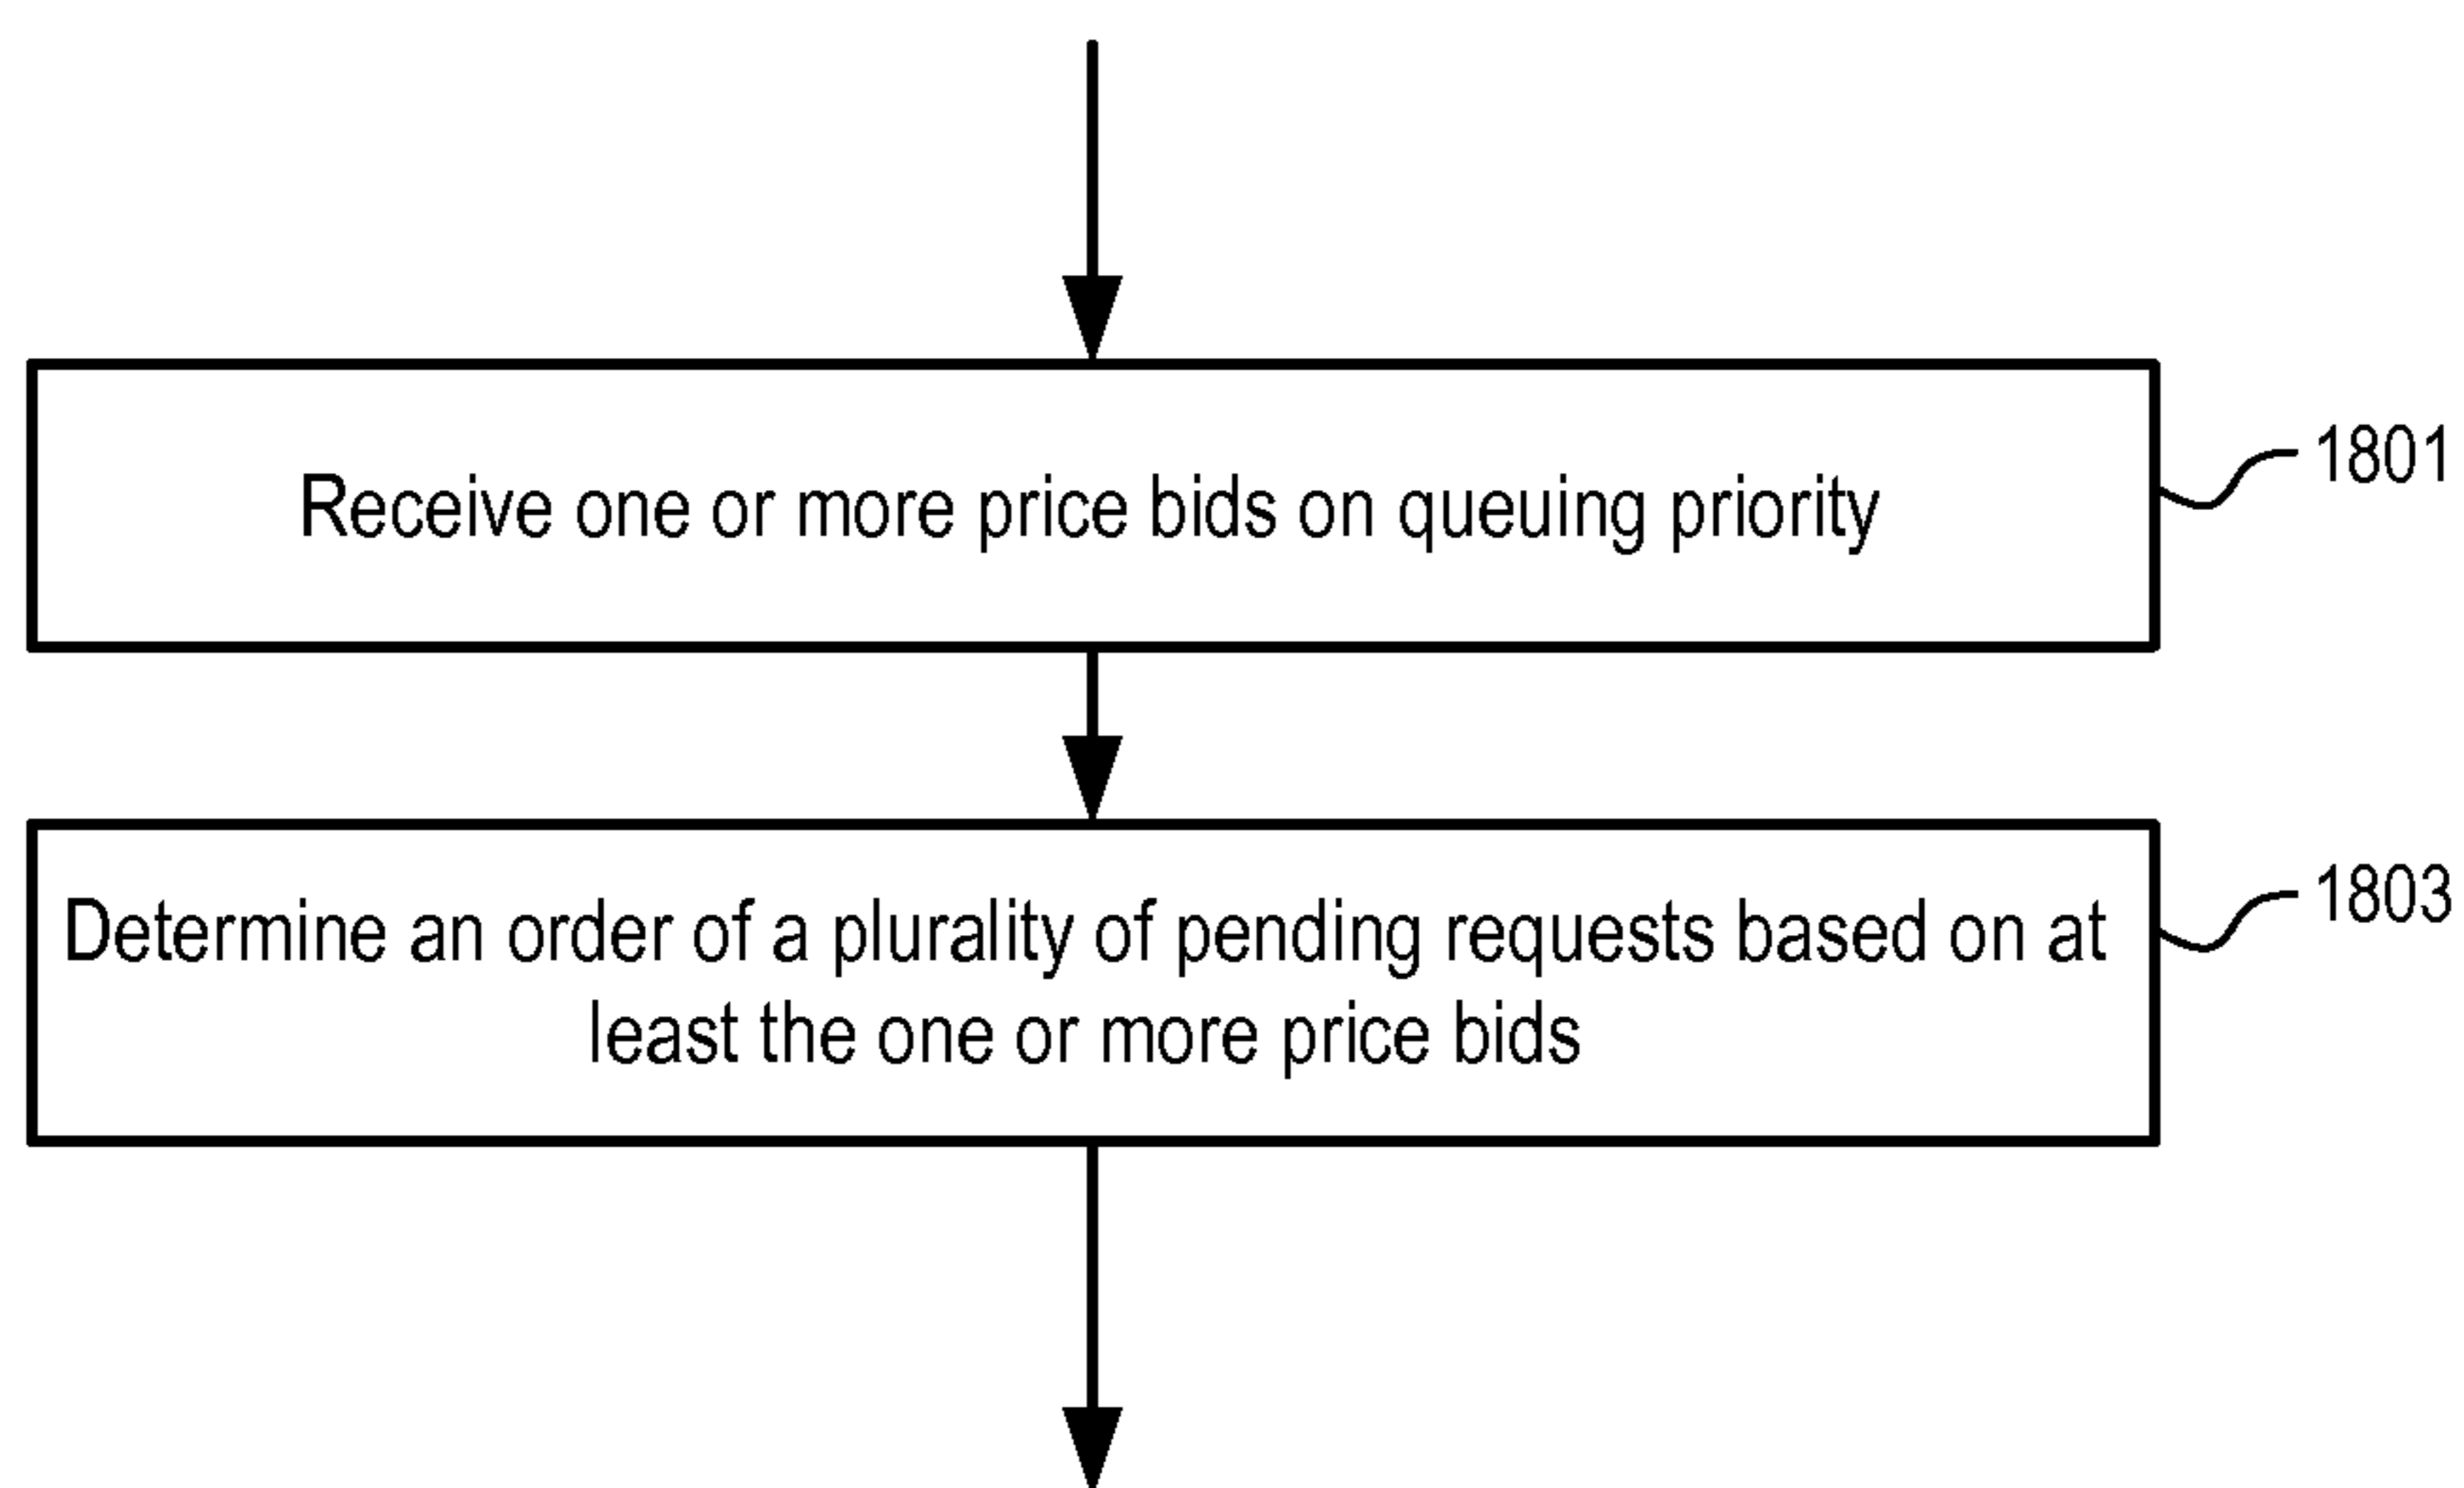 Receive one or more price bids on queuing priority
1801
Determine an order of a plurality of pending requests based on at
least the one or more price bids
1803